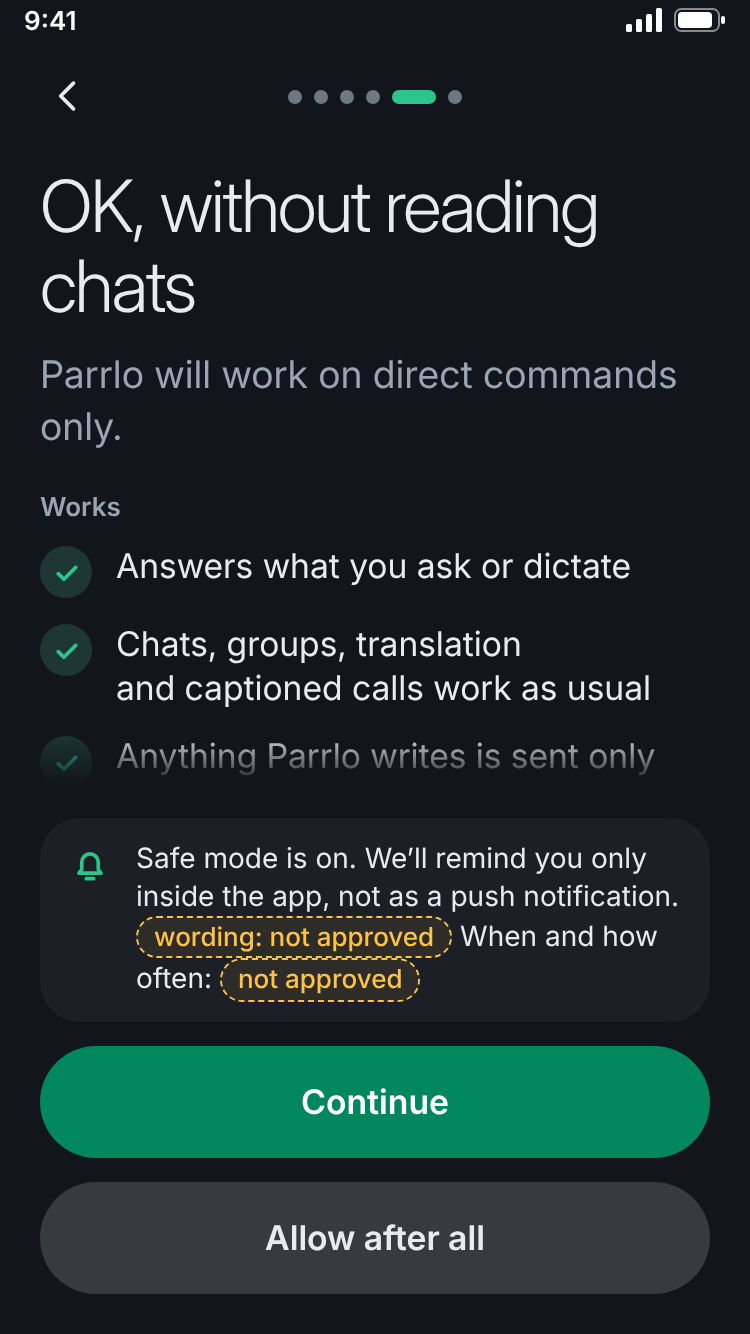 9:41
OK, without reading
chats
Parrlo will work on direct commands
only.
Works
Answers what you ask or dictate
Chats, groups, translation
and captioned calls work as usual
Anything Parrlo writes is sent only
Safe mode is on. We’ll remind you only
inside the app, not as a push notification.
wording: not approved When and how
often: not approved
Continue
Allow after all